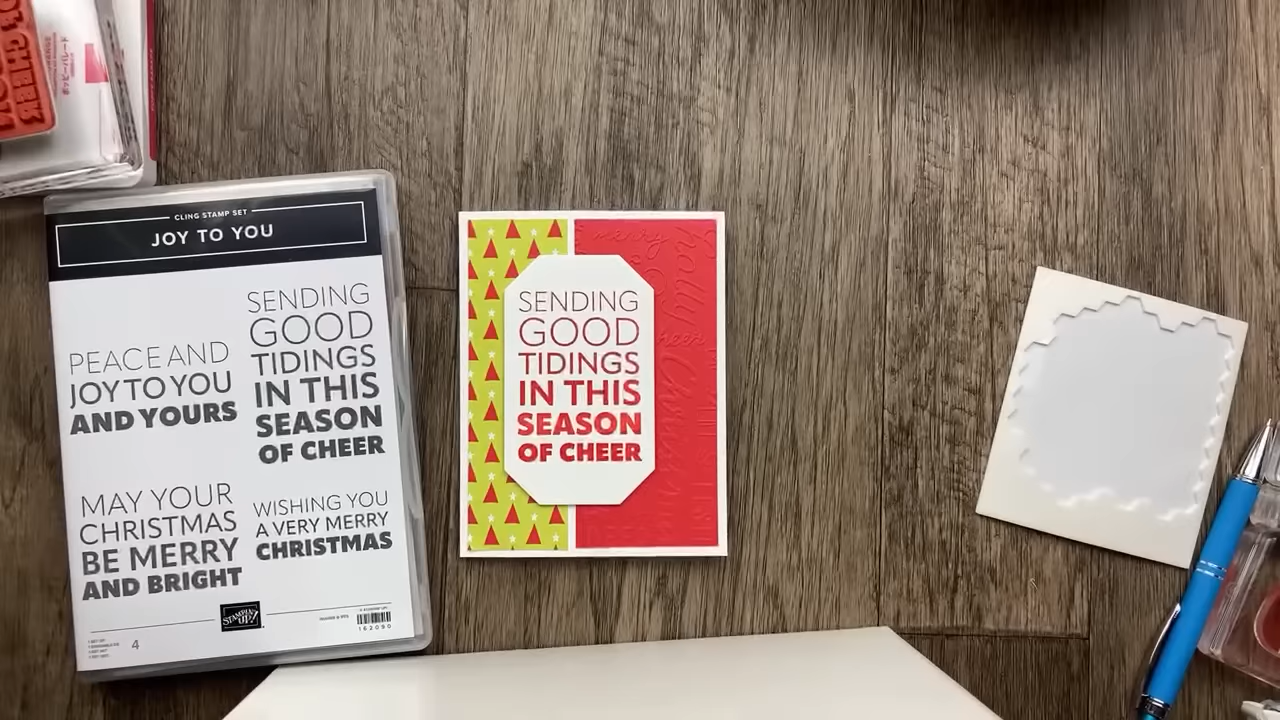 CLING STAMP SET
JOY TO YOU
PEACE AND
JOY TO YOU
AND YOURS
SENDING
GOOD
TIDINGS
IN THIS
SEASON
OF CHEER
MAY YOUR
CHRISTMAS
BE MERRY
AND BRIGHT
WISHING YOU
A VERY MERRY
CHRISTMAS
STAMPIN' UP!
4
162090
SENDING
GOOD
TIDINGS
IN THIS
SEASON
OF CHEER
merry
holly
cheer